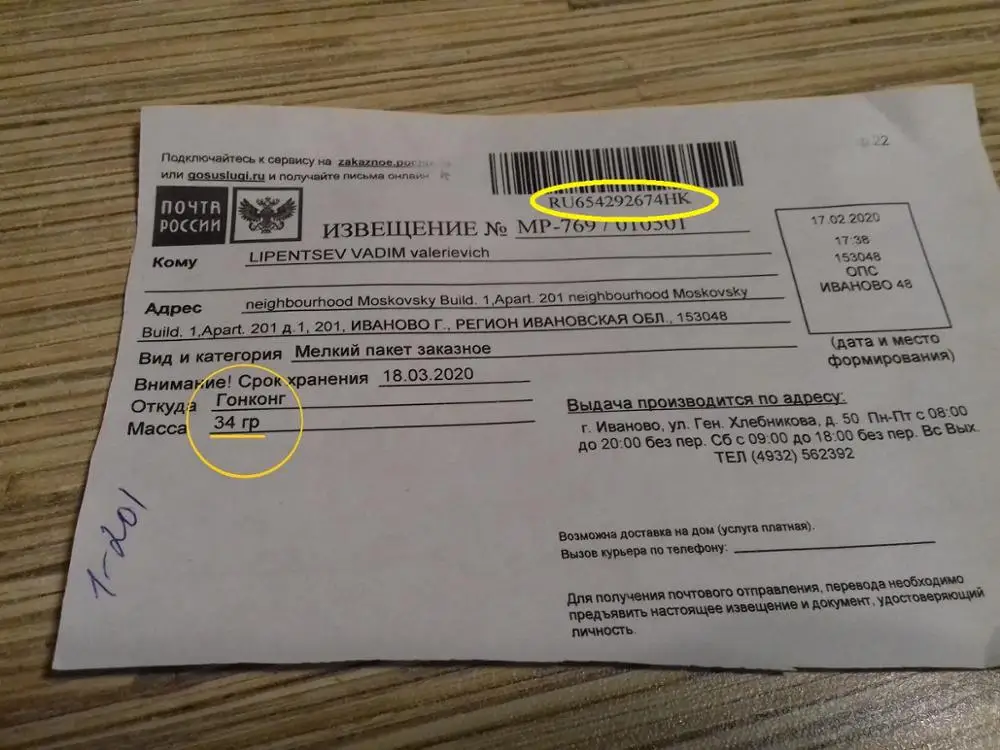 Подключайтесь к сервису на zakaznoe.po
или gosuslugi.ru и получайте письма онлайн
ПОЧТА
РОССИИ
RU654292674HK
ИЗВЕЩЕНИЕ № МР-769 / 010301
17.02.2020
17:38
153048
ОПС
ИВАНОВО 48
(дата и место
формирования)
Кому LIPENTSEV VADIM valerievich
Адрес neighbourhood Moskovsky Build. 1,Apart. 201 neighbourhood Moskovsky
Build. 1,Apart. 201 д.1, 201, ИВАНОВО Г., РЕГИОН ИВАНОВСКАЯ ОБЛ., 153048
Вид и категория Мелкий пакет заказное
Внимание! Срок хранения 18.03.2020
Откуда Гонконг
Масса 34 гр
Выдача производится по адресу:
г. Иваново, ул. Ген. Хлебникова, д. 50 Пн-Пт с 08:00
до 20:00 без пер. Сб с 09:00 до 18:00 без пер. Вс Вых.
ТЕЛ (4932) 562392
1-201
Возможна доставка на дом (услуга платная).
Вызов курьера по телефону:
Для получения почтового отправления, перевода необходимо
предъявить настоящее извещение и документ, удостоверяющий
личность.